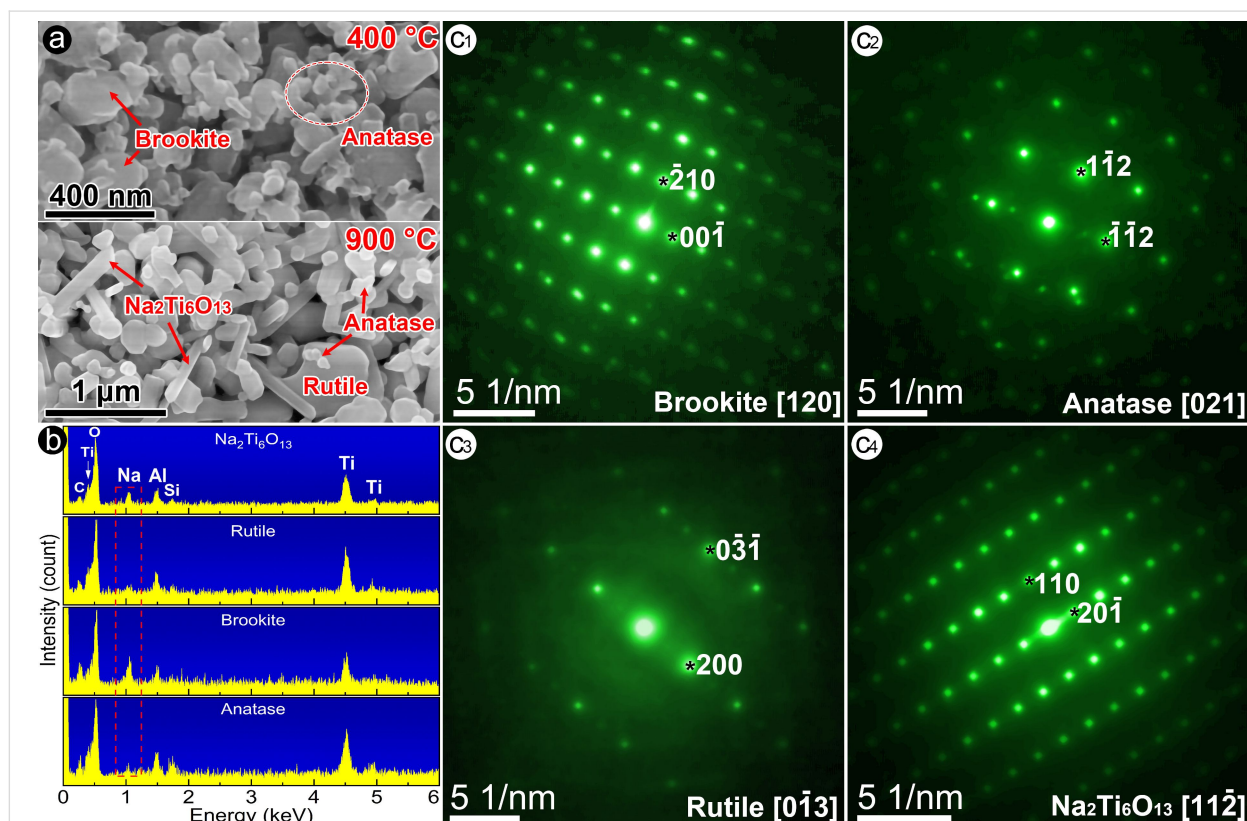 a
400 °C
Brookite
Anatase
400 nm
900 °C
Na₂Ti₆O₁₃
Anatase
Rutile
1 µm
b
Intensity (count)
O
Ti
C
Na
Al
Si
Ti
Ti
Na₂Ti₆O₁₃
Rutile
Brookite
Anatase
0 1 2 3 4 5 6
Energy (keV)
C1
*2̄10
*001̄
5 1/nm
Brookite [120]
C2
11̄2
*
*1̄1̄2
5 1/nm
Anatase [021]
C3
*03̄1̄
*200
5 1/nm
Rutile [01̄3]
C4
*110
*201̄
5 1/nm
Na₂Ti₆O₁₃ [112̄]